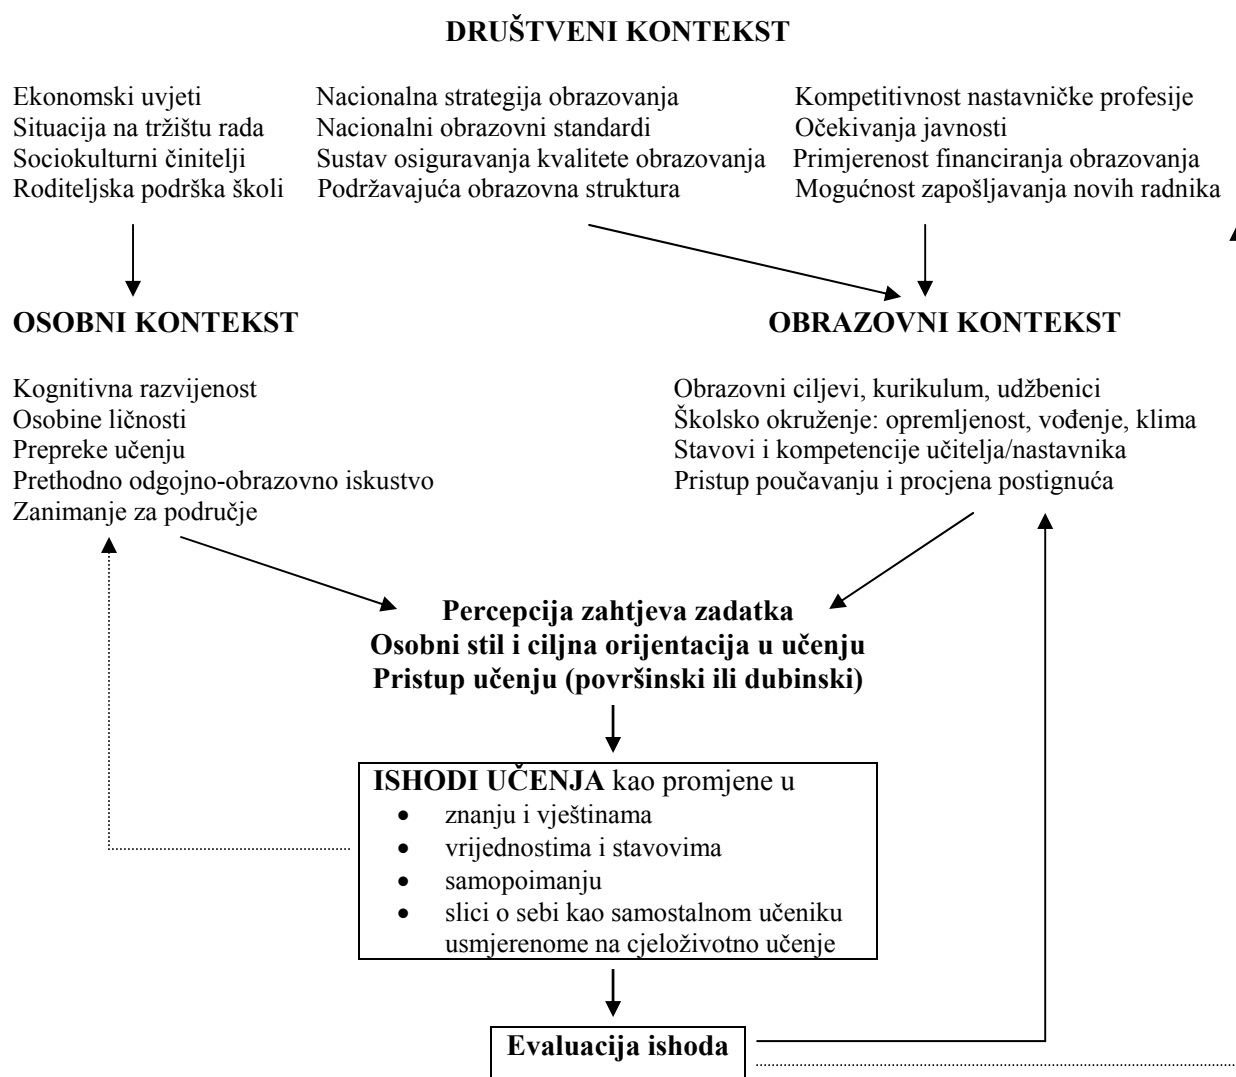 DRUŠTVENI KONTEKST
Ekonomski uvjeti
Situacija na tržištu rada
Sociokulturni činitelji
Roditeljska podrška školi
Nacionalna strategija obrazovanja
Nacionalni obrazovni standardi
Sustav osiguravanja kvalitete obrazovanja
Podržavajuća obrazovna struktura
Kompetitivnost nastavničke profesije
Očekivanja javnosti
Primjerenost financiranja obrazovanja
Mogućnost zapošljavanja novih radnika
OSOBNI KONTEKST
Kognitivna razvijenost
Osobine ličnosti
Prepreke učenju
Prethodno odgojno-obrazovno iskustvo
Zanimanje za područje
OBRAZOVNI KONTEKST
Obrazovni ciljevi, kurikulum, udžbenici
Školsko okruženje: opremljenost, vođenje, klima
Stavovi i kompetencije učitelja/nastavnika
Pristup poučavanju i procjena postignuća
Percepcija zahtjeva zadatka
Osobni stil i ciljna orijentacija u učenju
Pristup učenju (površinski ili dubinski)
ISHODI UČENJA kao promjene u
• znanju i vještinama
• vrijednostima i stavovima
• samopoimanju
• slici o sebi kao samostalnom učeniku
usmjerenome na cjeloživotno učenje
Evaluacija ishoda